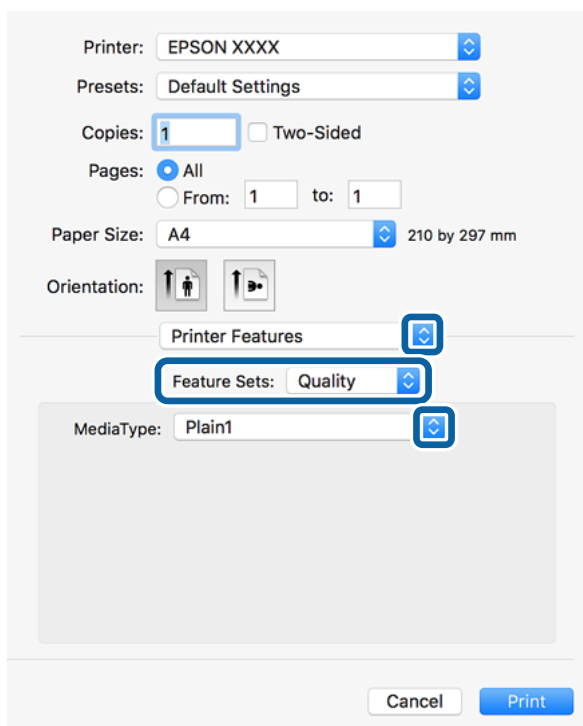 Printer: EPSON XXXX
Presets: Default Settings
Copies: 1 Two-Sided
Pages: All
From: 1 to: 1
Paper Size: A4 210 by 297 mm
Orientation:
Printer Features
Feature Sets: Quality
MediaType: Plain1
Cancel Print